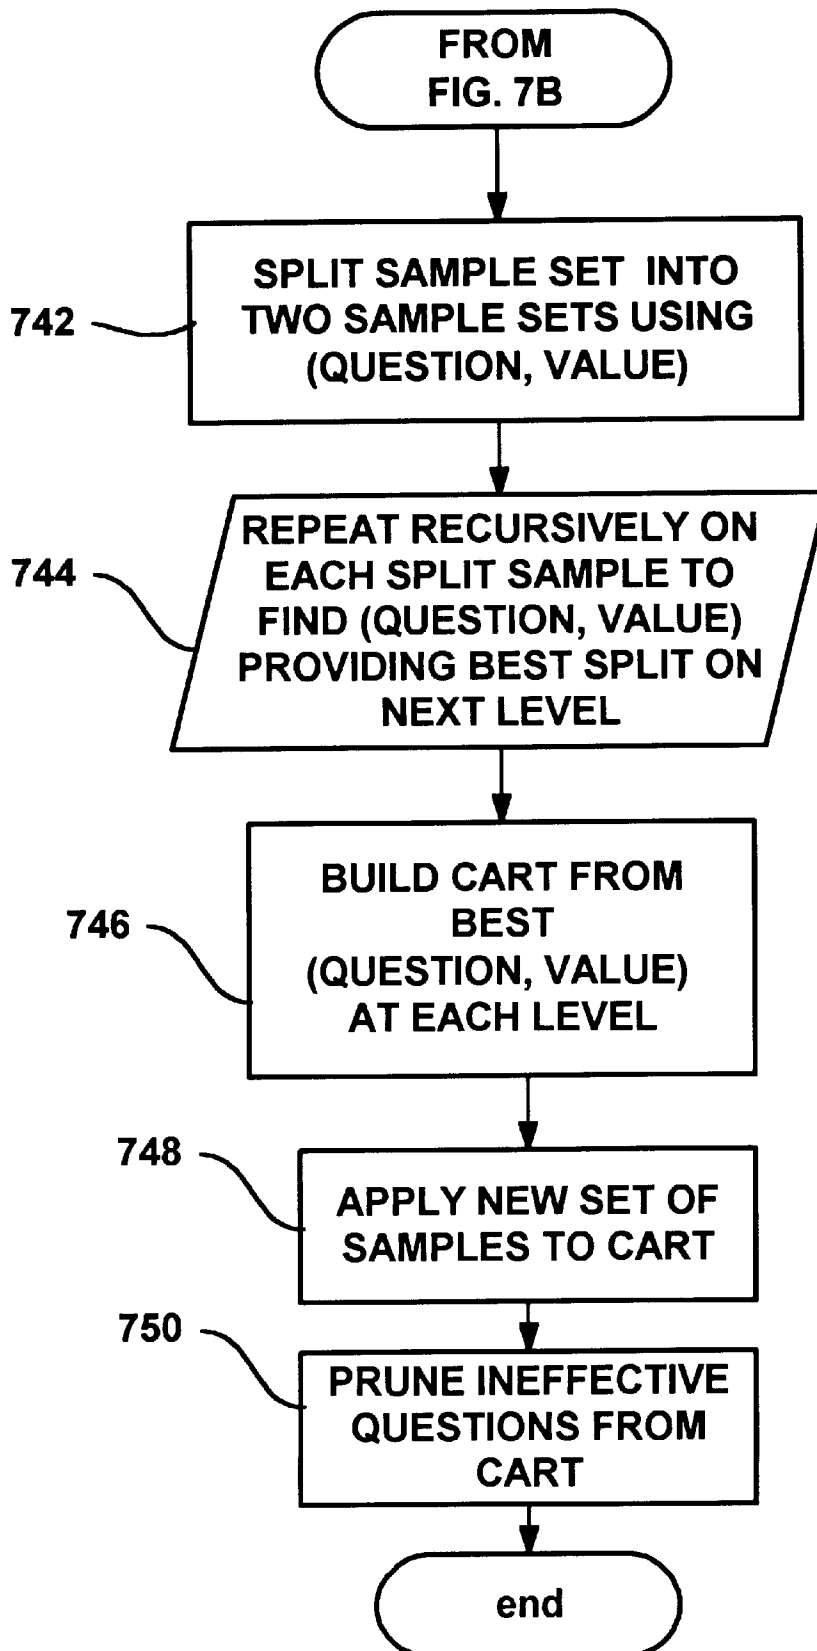 FROM
FIG. 7B
742
SPLIT SAMPLE SET INTO
TWO SAMPLE SETS USING
(QUESTION, VALUE)
744
REPEAT RECURSIVELY ON
EACH SPLIT SAMPLE TO
FIND (QUESTION, VALUE)
PROVIDING BEST SPLIT ON
NEXT LEVEL
746
BUILD CART FROM
BEST
(QUESTION, VALUE)
AT EACH LEVEL
748
APPLY NEW SET OF
SAMPLES TO CART
750
PRUNE INEFFECTIVE
QUESTIONS FROM
CART
end